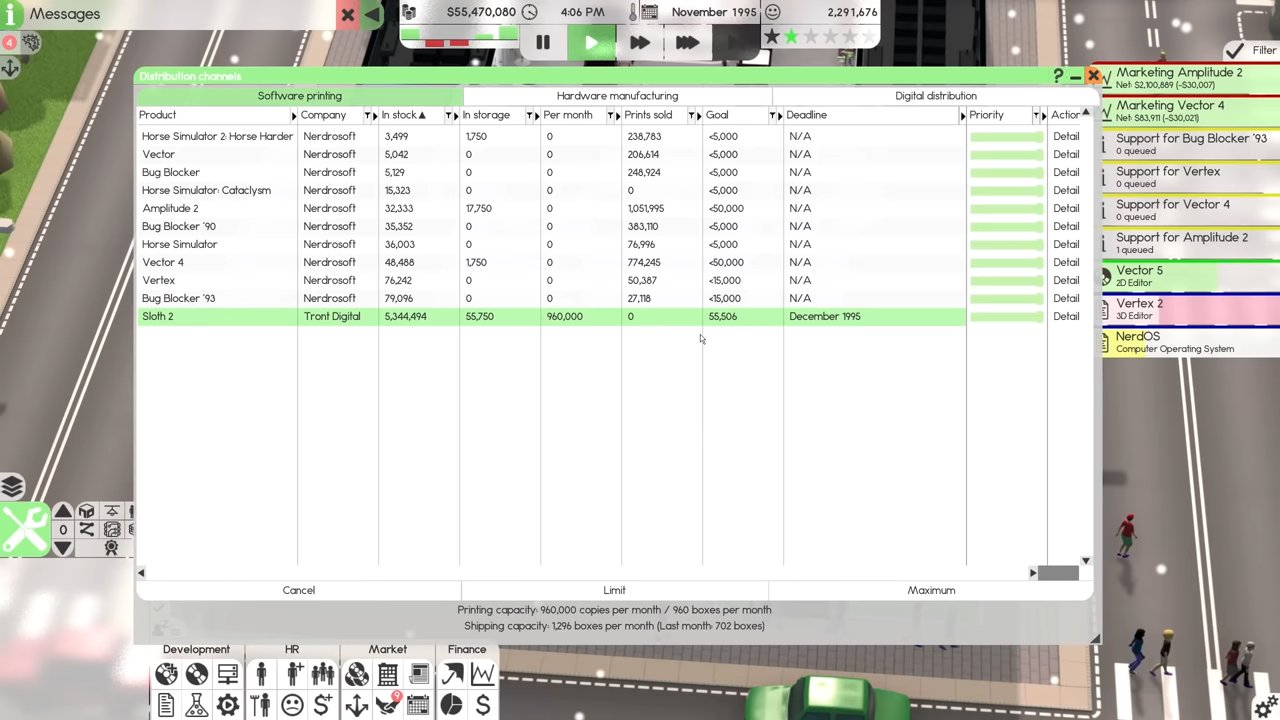 Messages
4
$55,470,080
4:06 PM
November 1995
2,291,676
Filter
Distribution channels
?
Software printing
Hardware manufacturing
Digital distribution
Product Company In stock In storage Per month Prints sold Goal Deadline Priority Action
Horse Simulator 2: Horse Harder Nerdrosoft 3,499 1,750 0 238,783 <5,000 N/A Detail
Vector Nerdrosoft 5,042 0 0 206,614 <5,000 N/A Detail
Bug Blocker Nerdrosoft 5,129 0 0 248,924 <5,000 N/A Detail
Horse Simulator: Cataclysm Nerdrosoft 15,323 0 0 0 <5,000 N/A Detail
Amplitude 2 Nerdrosoft 32,333 17,750 0 1,051,995 <50,000 N/A Detail
Bug Blocker '90 Nerdrosoft 35,352 0 0 383,110 <5,000 N/A Detail
Horse Simulator Nerdrosoft 36,003 0 0 76,996 <5,000 N/A Detail
Vector 4 Nerdrosoft 48,488 1,750 0 774,245 <50,000 N/A Detail
Vertex Nerdrosoft 76,242 0 0 50,387 <15,000 N/A Detail
Bug Blocker '93 Nerdrosoft 79,096 0 0 27,118 <15,000 N/A Detail
Sloth 2 Tront Digital 5,344,494 55,750 960,000 0 55,506 December 1995 Detail
Cancel
Limit
Maximum
Printing capacity: 960,000 copies per month / 960 boxes per month
Shipping capacity: 1,296 boxes per month (Last month: 702 boxes)
Marketing Amplitude 2
Net: $2,100,889 (-$30,007)
Marketing Vector 4
Net: $83,911 (-$30,021)
Support for Bug Blocker '93
0 queued
Support for Vertex
0 queued
Support for Vector 4
0 queued
Support for Amplitude 2
1 queued
Vector 5
2D Editor
Vertex 2
3D Editor
NerdOS
Computer Operating System
0
Development
HR
Market
Finance
9